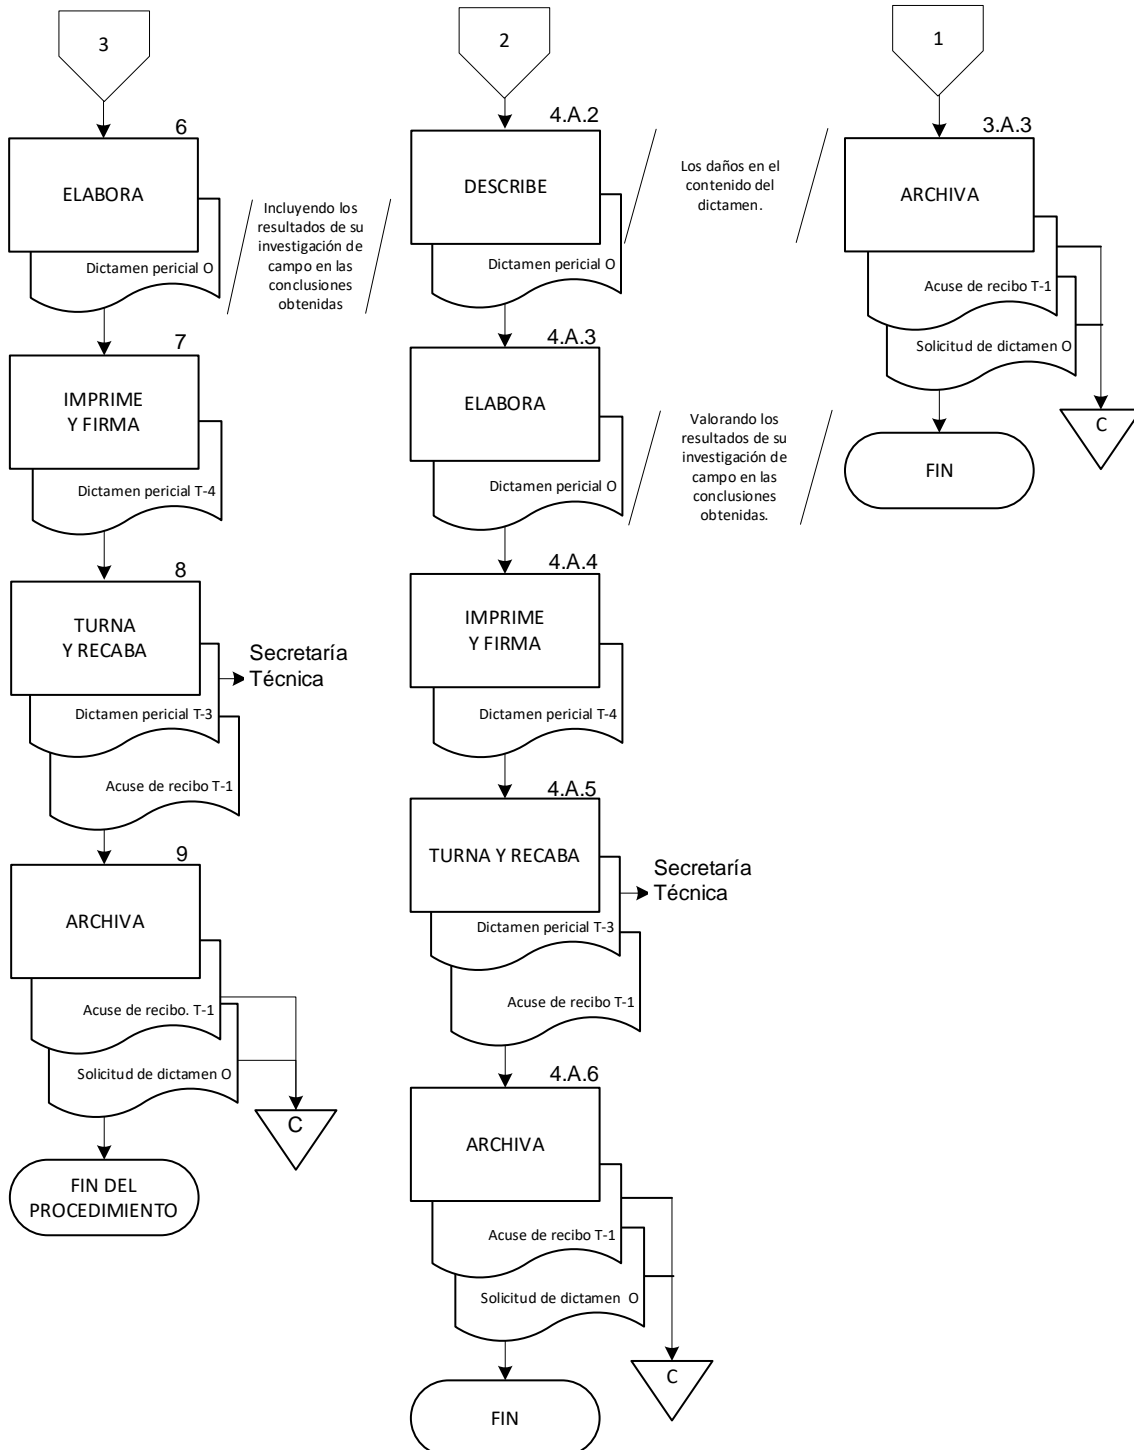 3
6
ELABORA
Dictamen pericial O
Incluyendo los
resultados de su
investigación de
campo en las
conclusiones
obtenidas
7
IMPRIME
Y FIRMA
Dictamen pericial T-4
8
TURNA
Y RECABA
Secretaría
Técnica
Dictamen pericial T-3
Acuse de recibo T-1
9
ARCHIVA
Acuse de recibo. T-1
Solicitud de dictamen O
C
FIN DEL
PROCEDIMIENTO
2
4.A.2
DESCRIBE
Dictamen pericial O
Los daños en el
contenido del
dictamen.
4.A.3
ELABORA
Dictamen pericial O
Valorando los
resultados de su
investigación de
campo en las
conclusiones
obtenidas.
4.A.4
IMPRIME
Y FIRMA
Dictamen pericial T-4
4.A.5
TURNA Y RECABA
Secretaría
Técnica
Dictamen pericial T-3
Acuse de recibo T-1
4.A.6
ARCHIVA
Acuse de recibo T-1
Solicitud de dictamen O
C
FIN
1
3.A.3
ARCHIVA
Acuse de recibo T-1
Solicitud de dictamen O
C
FIN